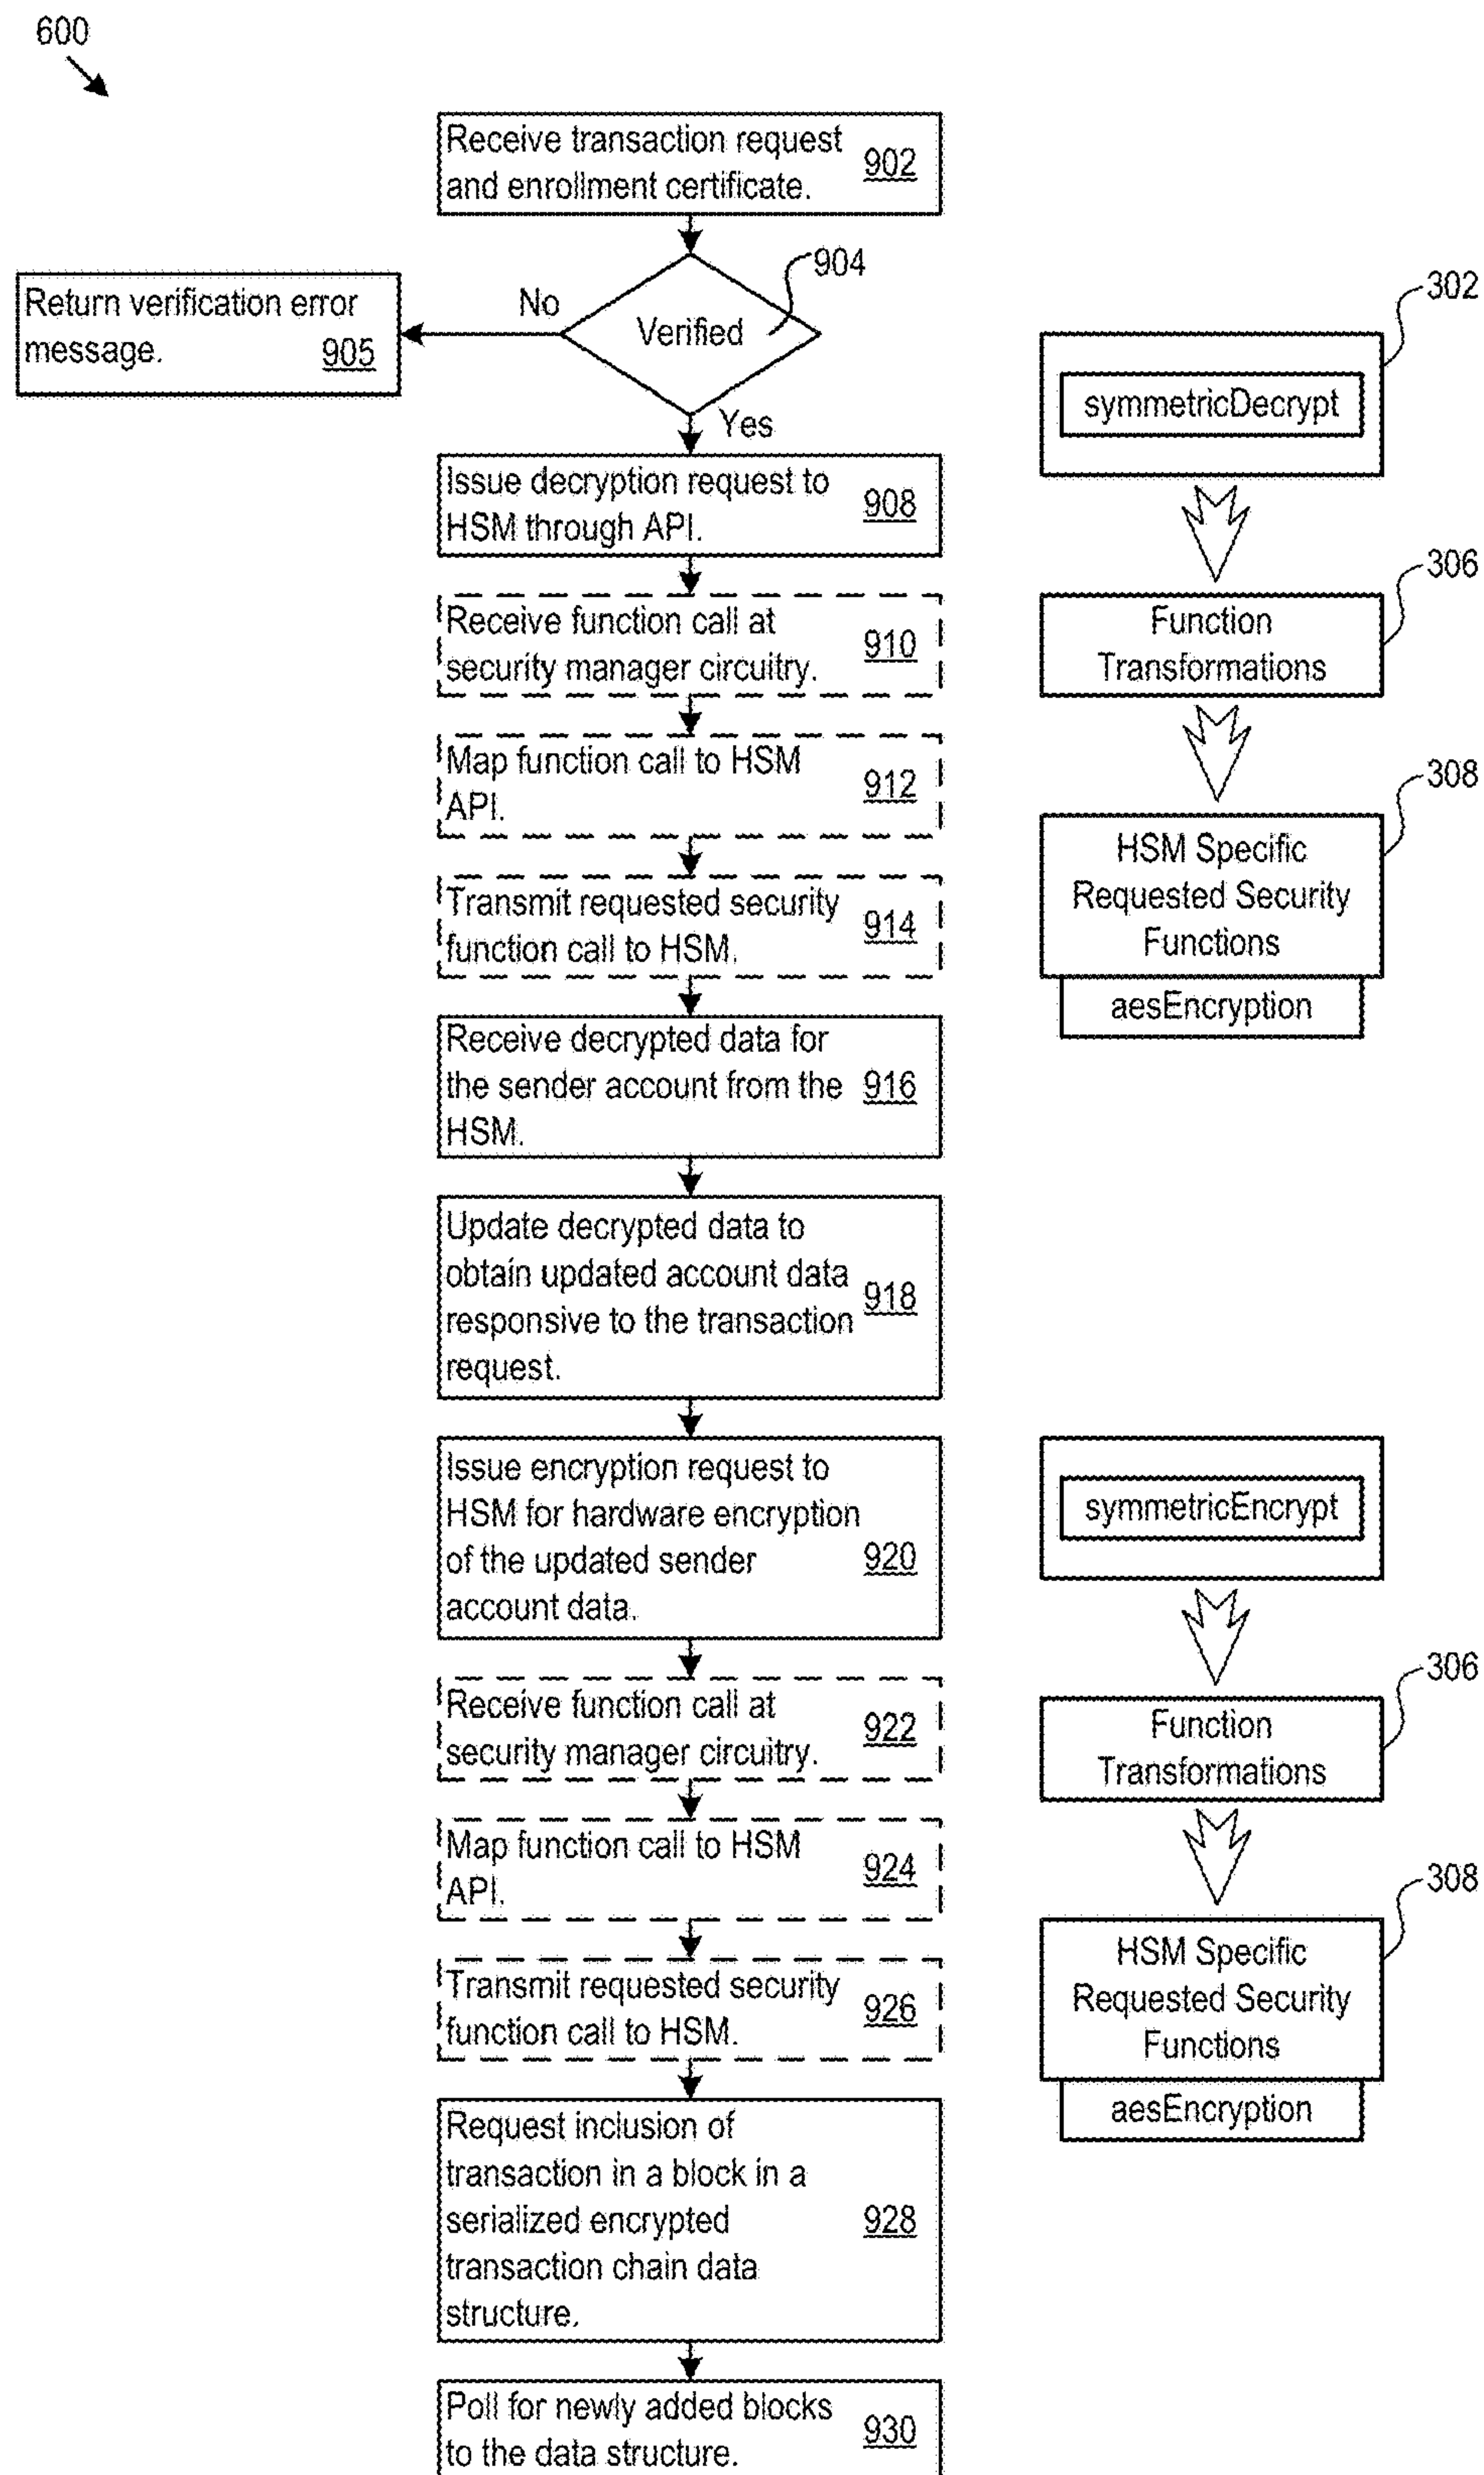 600
Receive transaction request
and enrollment certificate.
902
904
Verified
No
Return verification error
message.
905
Yes
Issue decryption request to
HSM through API.
908
Receive function call at
security manager circuitry.
910
Map function call to HSM
API.
912
Transmit requested security
function call to HSM.
914
Receive decrypted data for
the sender account from the
HSM.
916
Update decrypted data to
obtain updated account data
responsive to the transaction
request.
918
Issue encryption request to
HSM for hardware encryption
of the updated sender
account data.
920
Receive function call at
security manager circuitry.
922
Map function call to HSM
API.
924
Transmit requested security
function call to HSM.
926
Request inclusion of
transaction in a block in a
serialized encrypted
transaction chain data
structure.
928
Poll for newly added blocks
to the data structure.
930
302
symmetricDecrypt
306
Function
Transformations
308
HSM Specific
Requested Security
Functions
aesEncryption
symmetricEncrypt
306
Function
Transformations
308
HSM Specific
Requested Security
Functions
aesEncryption